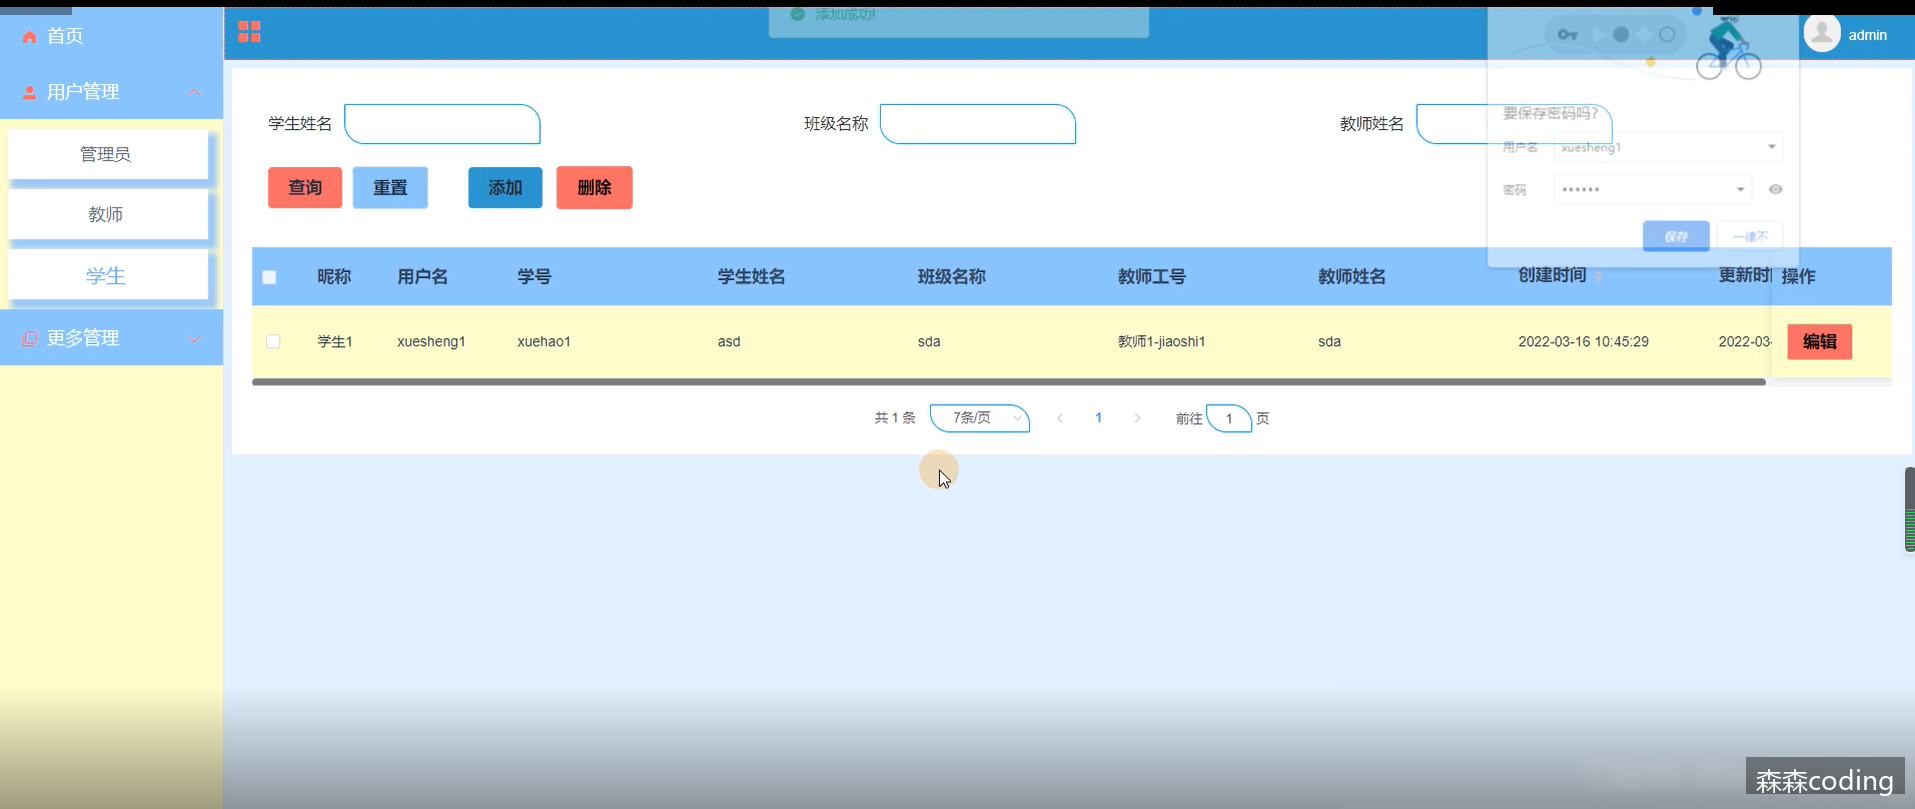 首页
添加成功!
admin
用户管理
学生姓名
班级名称
教师姓名
要保存密码吗?
用户名 xuesheng1
密码 ••••••
保存 一律不
管理员
教师
学生
更多管理
查询 重置 添加 删除
昵称 用户名 学号 学生姓名 班级名称 教师工号 教师姓名 创建时间 更新时 操作
学生1 xuesheng1 xuehao1 asd sda 教师1-jiaoshi1 sda 2022-03-16 10:45:29 2022-03- 编辑
共 1 条 7条/页 1 前往 1 页
森森coding